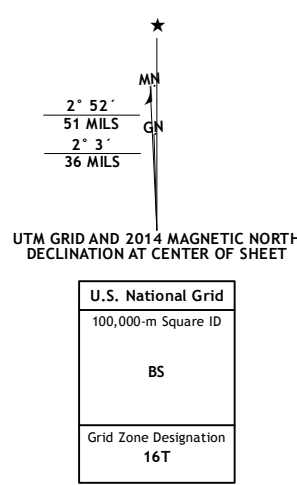 ★
MN
2° 52´
51 MILS
GN
2° 3´
36 MILS
UTM GRID AND 2014 MAGNETIC NORTH
DECLINATION AT CENTER OF SHEET
U.S. National Grid
100,000-m Square ID
BS
Grid Zone Designation
16T